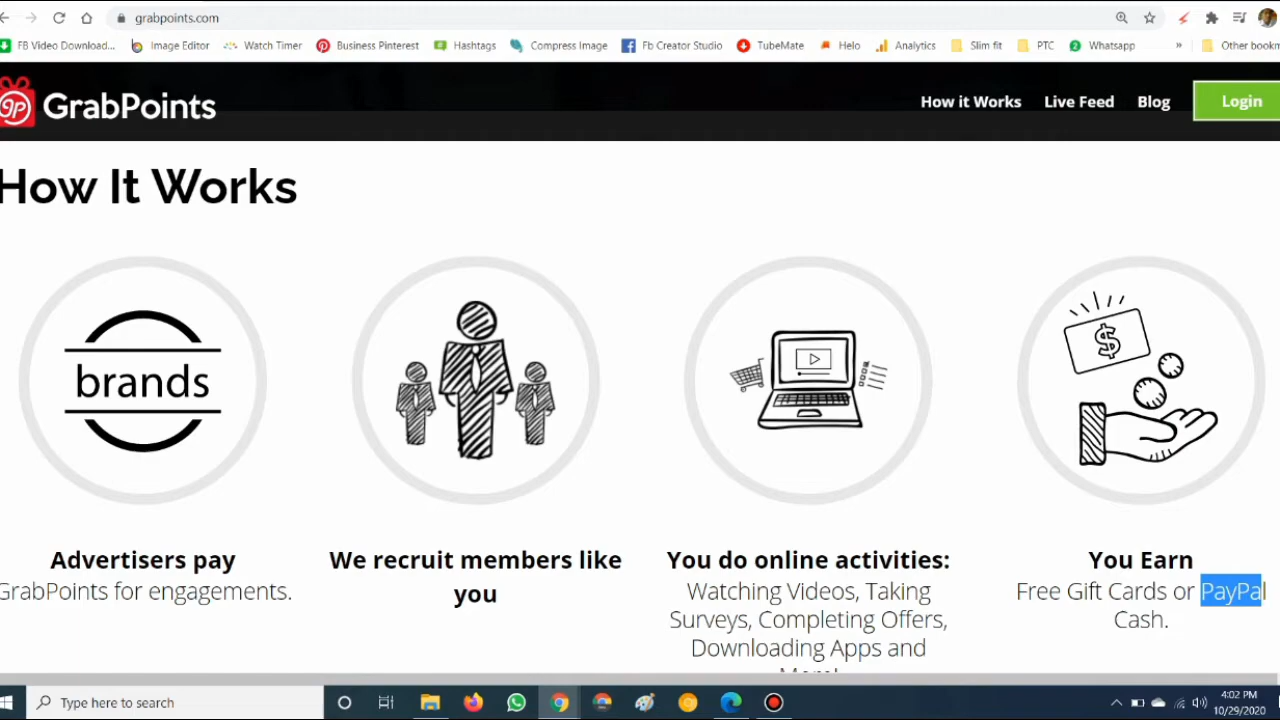 grabpoints.com
FB Video Download... Image Editor Watch Timer Business Pinterest Hashtags Compress Image Fb Creator Studio TubeMate Helo Analytics Slim fit PTC Whatsapp » Other bookm
gp GrabPoints How it Works Live Feed Blog Login
How It Works
brands
$
Advertisers pay
GrabPoints for engagements.
We recruit members like
you
You do online activities:
Watching Videos, Taking
Surveys, Completing Offers,
Downloading Apps and
More!
You Earn
Free Gift Cards or PayPal
Cash.
Type here to search
4:02 PM
10/29/2020